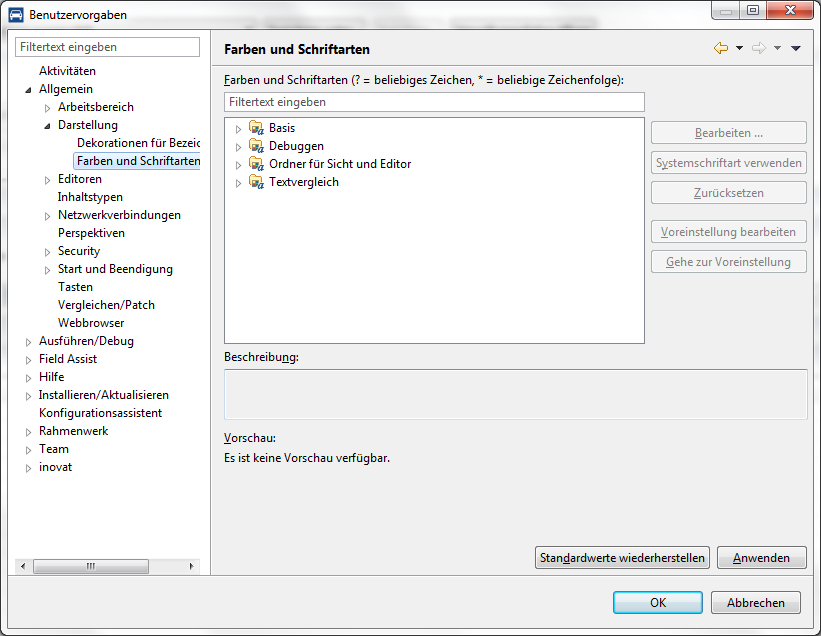 Benutzervorgaben
Filtertext eingeben
Aktivitäten
Allgemein
Arbeitsbereich
Darstellung
Dekorationen für Bezeic
Farben und Schriftarten
Editoren
Inhaltstypen
Netzwerkverbindungen
Perspektiven
Security
Start und Beendigung
Tasten
Vergleichen/Patch
Webbrowser
Ausführen/Debug
Field Assist
Hilfe
Installieren/Aktualisieren
Konfigurationsassistent
Rahmenwerk
Team
inovat
Farben und Schriftarten
Farben und Schriftarten (? = beliebiges Zeichen, * = beliebige Zeichenfolge):
Filtertext eingeben
Basis
Debuggen
Ordner für Sicht und Editor
Textvergleich
Bearbeiten ...
Systemschriftart verwenden
Zurücksetzen
Voreinstellung bearbeiten
Gehe zur Voreinstellung
Beschreibung:
Vorschau:
Es ist keine Vorschau verfügbar.
Standardwerte wiederherstellen
Anwenden
OK
Abbrechen